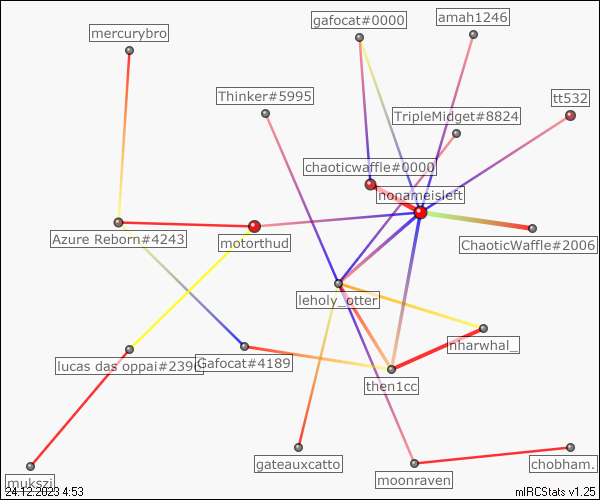 gafocat#0000
amah1246
mercurybro
Thinker#5995
tt532
TripleMidget#8824
chaoticwaffle#0000
nonameisleft
Azure Reborn#4243
motorthud
ChaoticWaffle#2006
leholy_otter
nharwhal_
lucas das oppai#2396
Gafocat#4189
then1cc
gateauxcatto
moonraven
chobham.
mukszi
24.12.2023 4:53
mIRCStats v1.25